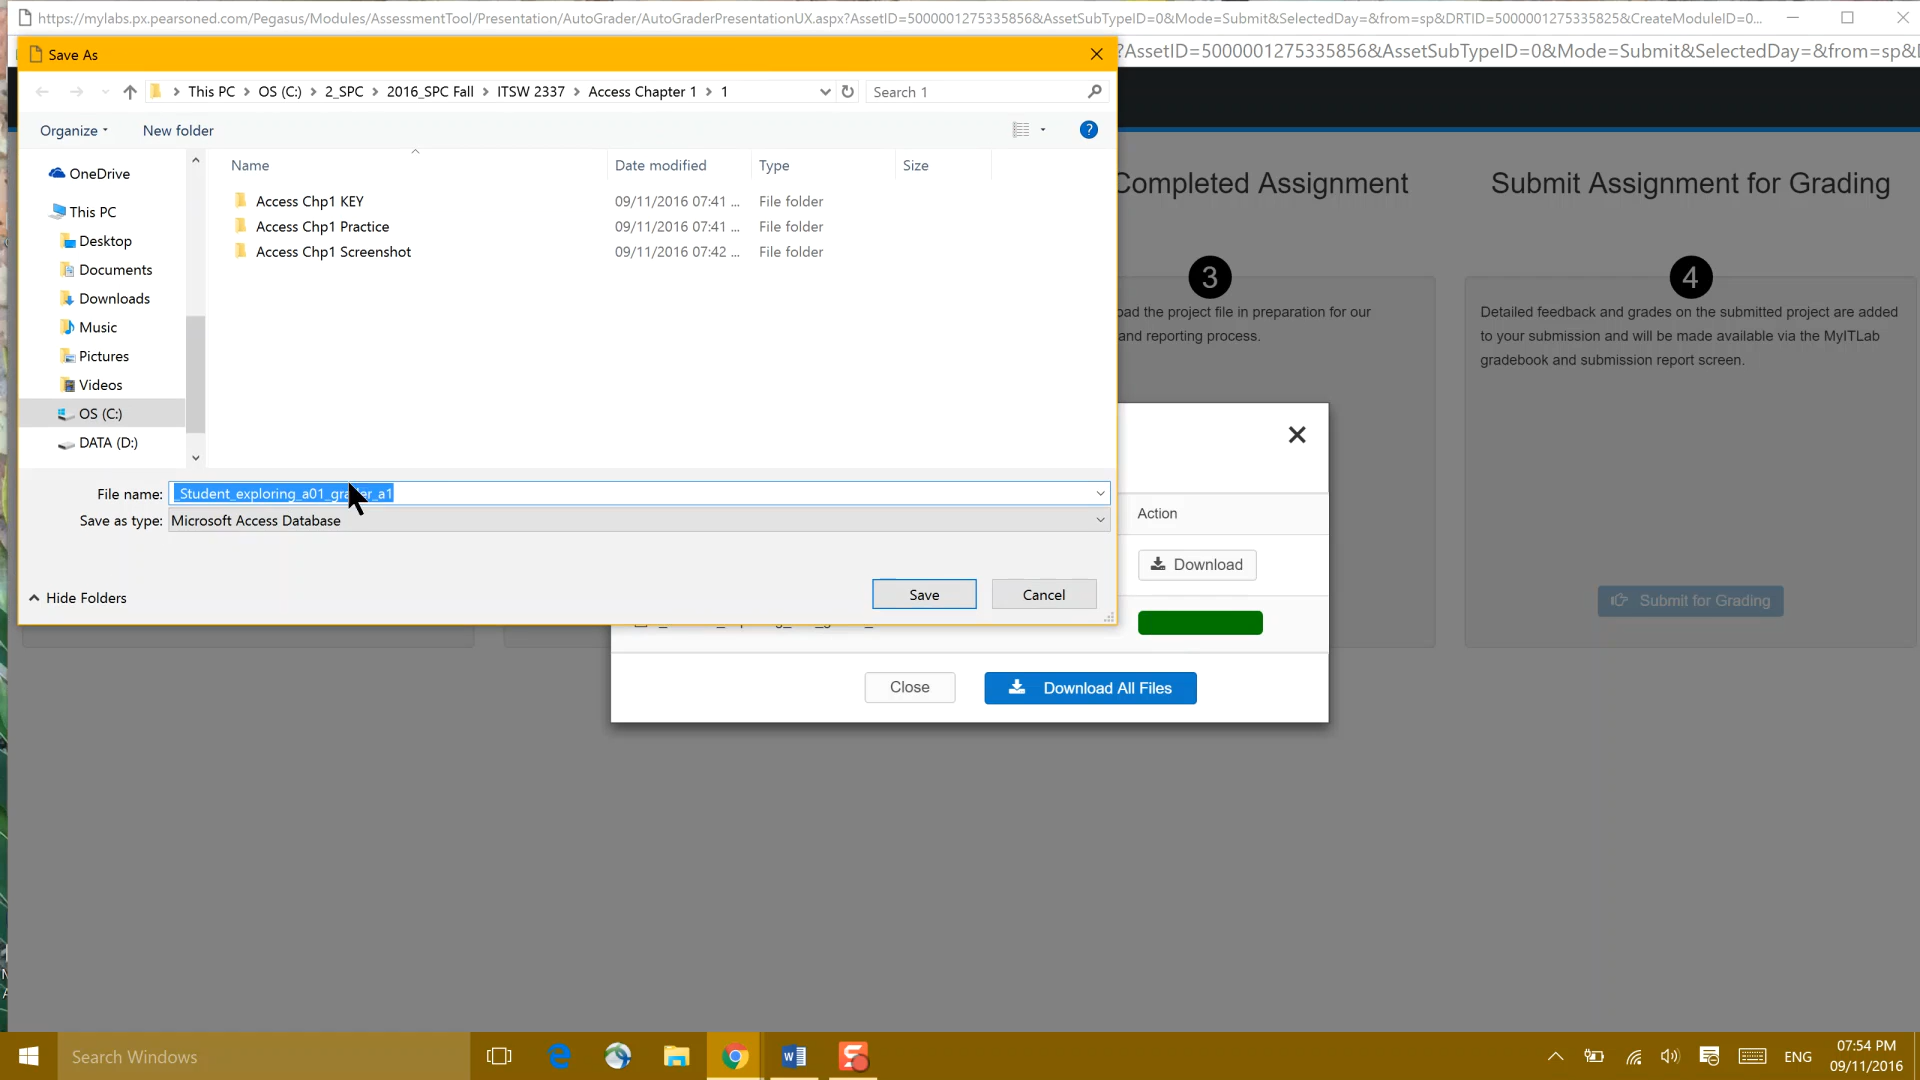 https://mylabs.px.pearsoned.com/Pegasus/Modules/AssessmentTool/Presentation/AutoGrader/AutoGraderPresentationUX.aspx?AssetID=5000001275335856&AssetSubTypeID=0&Mode=Submit&SelectedDay=&from=sp&DRTID=5000001275335825&CreateModuleID=0...
Save As
?AssetID=5000001275335856&AssetSubTypeID=0&Mode=Submit&SelectedDay=&from=sp&
This PC > OS (C:) > 2_SPC > 2016_SPC Fall > ITSW 2337 > Access Chapter 1 > 1
Search 1
Organize
New folder
?
Name
Date modified
Type
Size
OneDrive
This PC
Desktop
Documents
Downloads
Music
Pictures
Videos
OS (C:)
DATA (D:)
Access Chp1 KEY 09/11/2016 07:41 ... File folder
Access Chp1 Practice 09/11/2016 07:41 ... File folder
Access Chp1 Screenshot 09/11/2016 07:42 ... File folder
File name: _Student_exploring_a01_grader_a1
Save as type: Microsoft Access Database
Hide Folders
Save
Cancel
Completed Assignment
3
oad the project file in preparation for our
and reporting process.
Submit Assignment for Grading
4
Detailed feedback and grades on the submitted project are added
to your submission and will be made available via the MyITLab
gradebook and submission report screen.
Submit for Grading
Action
Download
Close
Download All Files
Search Windows
ENG
07:54 PM
09/11/2016